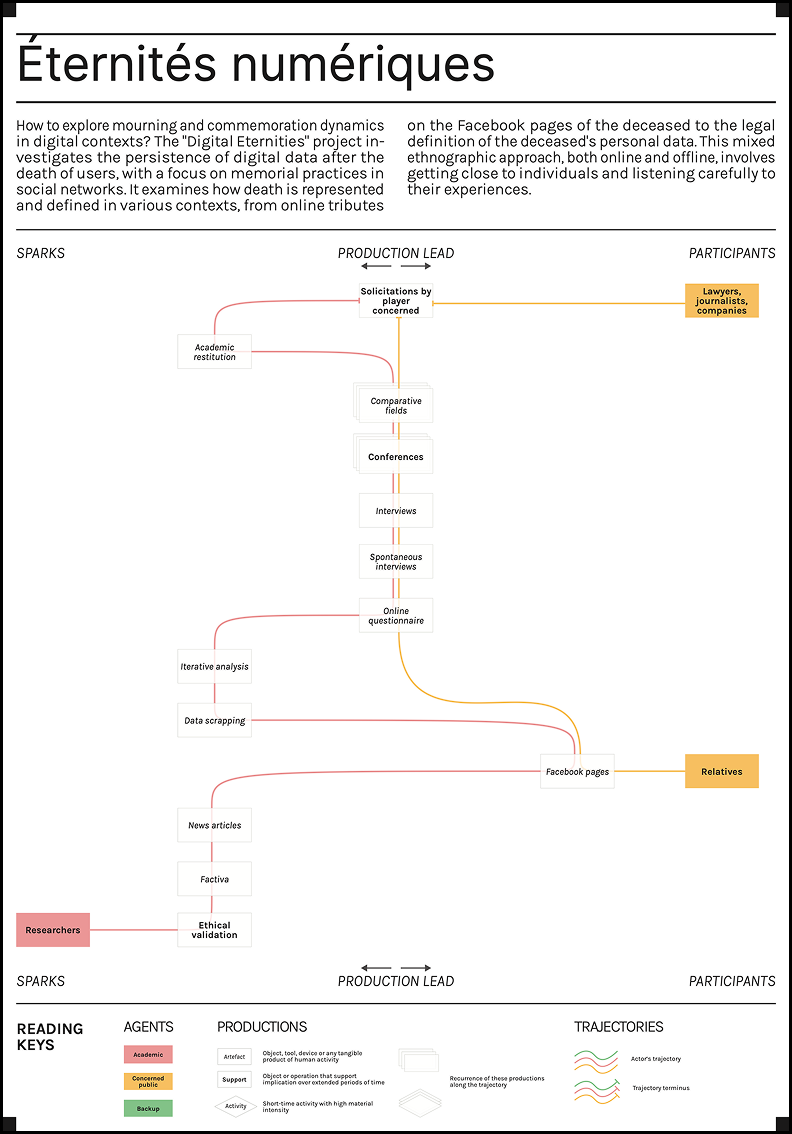 Éternités numériques
How to explore mourning and commemoration dynamics
in digital contexts? The "Digital Eternities" project in-
vestigates the persistence of digital data after the
death of users, with a focus on memorial practices in
social networks. It examines how death is represented
and defined in various contexts, from online tributes
on the Facebook pages of the deceased to the legal
definition of the deceased's personal data. This mixed
ethnographic approach, both online and offline, involves
getting close to individuals and listening carefully to
their experiences.
SPARKS
PRODUCTION LEAD
PARTICIPANTS
Solicitations by
player
concerned
Lawyers,
journalists,
companies
Academic
restitution
Comparative
fields
Conferences
Interviews
Spontaneous
interviews
Online
questionnaire
Iterative analysis
Data scrapping
Facebook pages
Relatives
News articles
Factiva
Researchers
Ethical
validation
SPARKS
PRODUCTION LEAD
PARTICIPANTS
READING
KEYS
AGENTS
Academic
Concerned
public
Backup
PRODUCTIONS
Artefact
Object, tool, device or any tangible
product of human activity
Support
Object or operation that support
implication over extended periods of time
Activity
Short-time activity with high material
intensity
Recurrence of these productions
along the trajectory
TRAJECTORIES
Actor's trajectory
Trajectory terminus